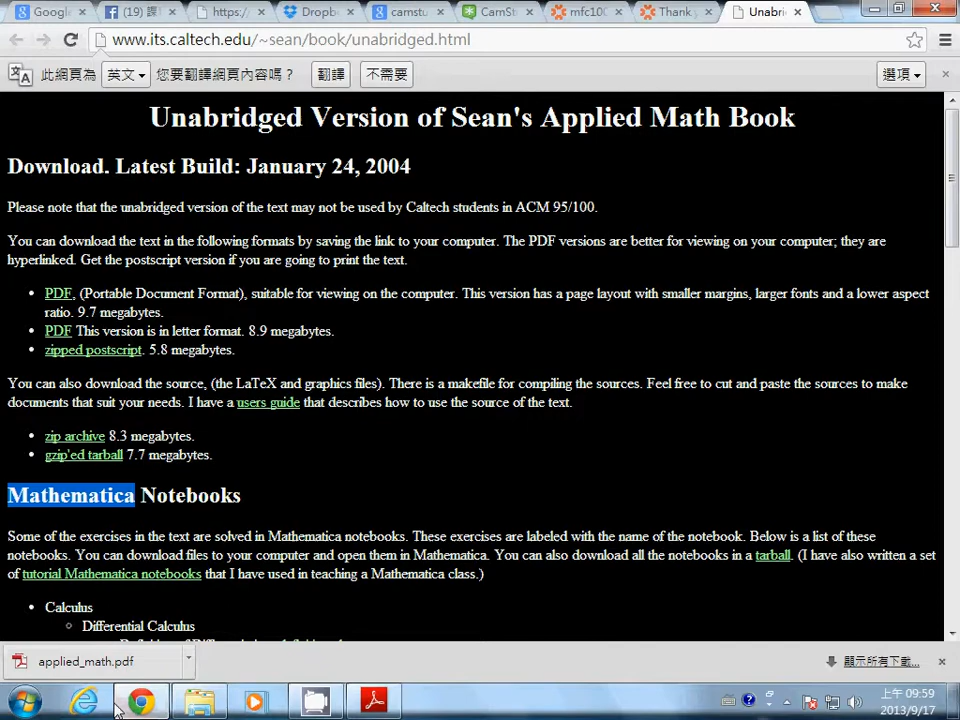 Google
(19) 課
https:/
Dropb
camstu
CamSt
mfc100
Thank
Unabri
www.its.caltech.edu/~sean/book/unabridged.html
此網頁為 英文 您要翻譯網頁內容嗎？ 翻譯 不需要 選項
Unabridged Version of Sean's Applied Math Book
Download. Latest Build: January 24, 2004
Please note that the unabridged version of the text may not be used by Caltech students in ACM 95/100.
You can download the text in the following formats by saving the link to your computer. The PDF versions are better for viewing on your computer; they are
hyperlinked. Get the postscript version if you are going to print the text.
• PDF, (Portable Document Format), suitable for viewing on the computer. This version has a page layout with smaller margins, larger fonts and a lower aspect
ratio. 9.7 megabytes.
• PDF This version is in letter format. 8.9 megabytes.
• zipped postscript. 5.8 megabytes.
You can also download the source, (the LaTeX and graphics files). There is a makefile for compiling the sources. Feel free to cut and paste the sources to make
documents that suit your needs. I have a users guide that describes how to use the source of the text.
• zip archive 8.3 megabytes.
• gzip'ed tarball 7.7 megabytes.
Mathematica Notebooks
Some of the exercises in the text are solved in Mathematica notebooks. These exercises are labeled with the name of the notebook. Below is a list of these
notebooks. You can download files to your computer and open them in Mathematica. You can also download all the notebooks in a tarball. (I have also written a set
of tutorial Mathematica notebooks that I have used in teaching a Mathematica class.)
• Calculus
Differential Calculus
applied_math.pdf
顯示所有下載...
上午 09:59
2013/9/17